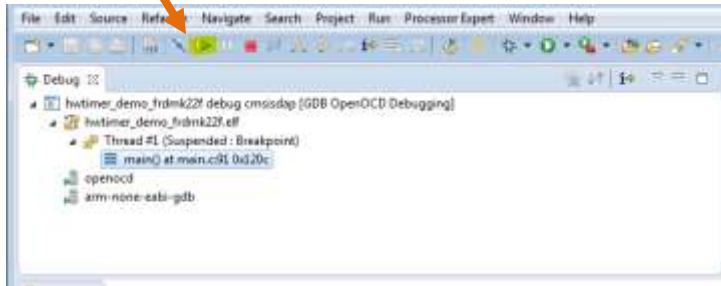 File Edit Source Refactor Navigate Search Project Run Processor Expert Window Help
Debug
hwtimer_demo_frdmk22f debug cmsisdap [GDB OpenOCD Debugging]
hwtimer_demo_frdmk22f.elf
Thread #1 (Suspended : Breakpoint)
main() at main.c:91 0x120c
openocd
arm-none-eabi-gdb